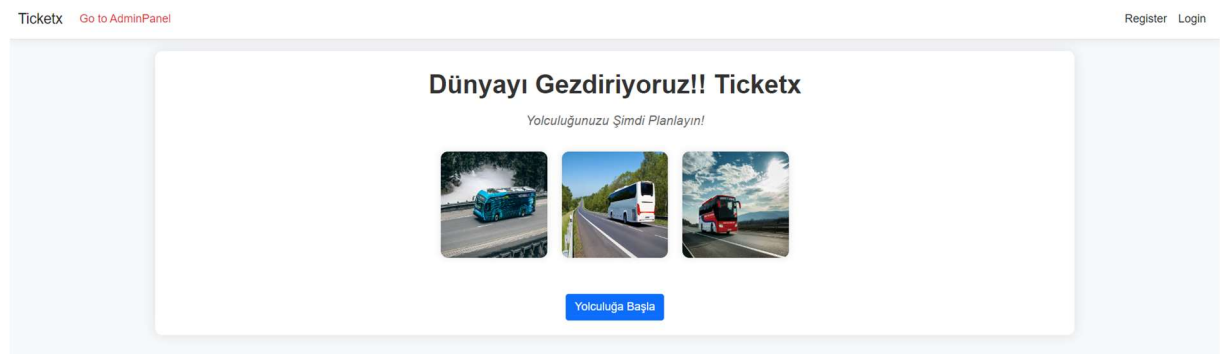 Ticketx Go to AdminPanel Register Login
Dünyayı Gezdiriyoruz!! Ticketx
Yolculuğunuzu Şimdi Planlayın!
Yolculuğa Başla